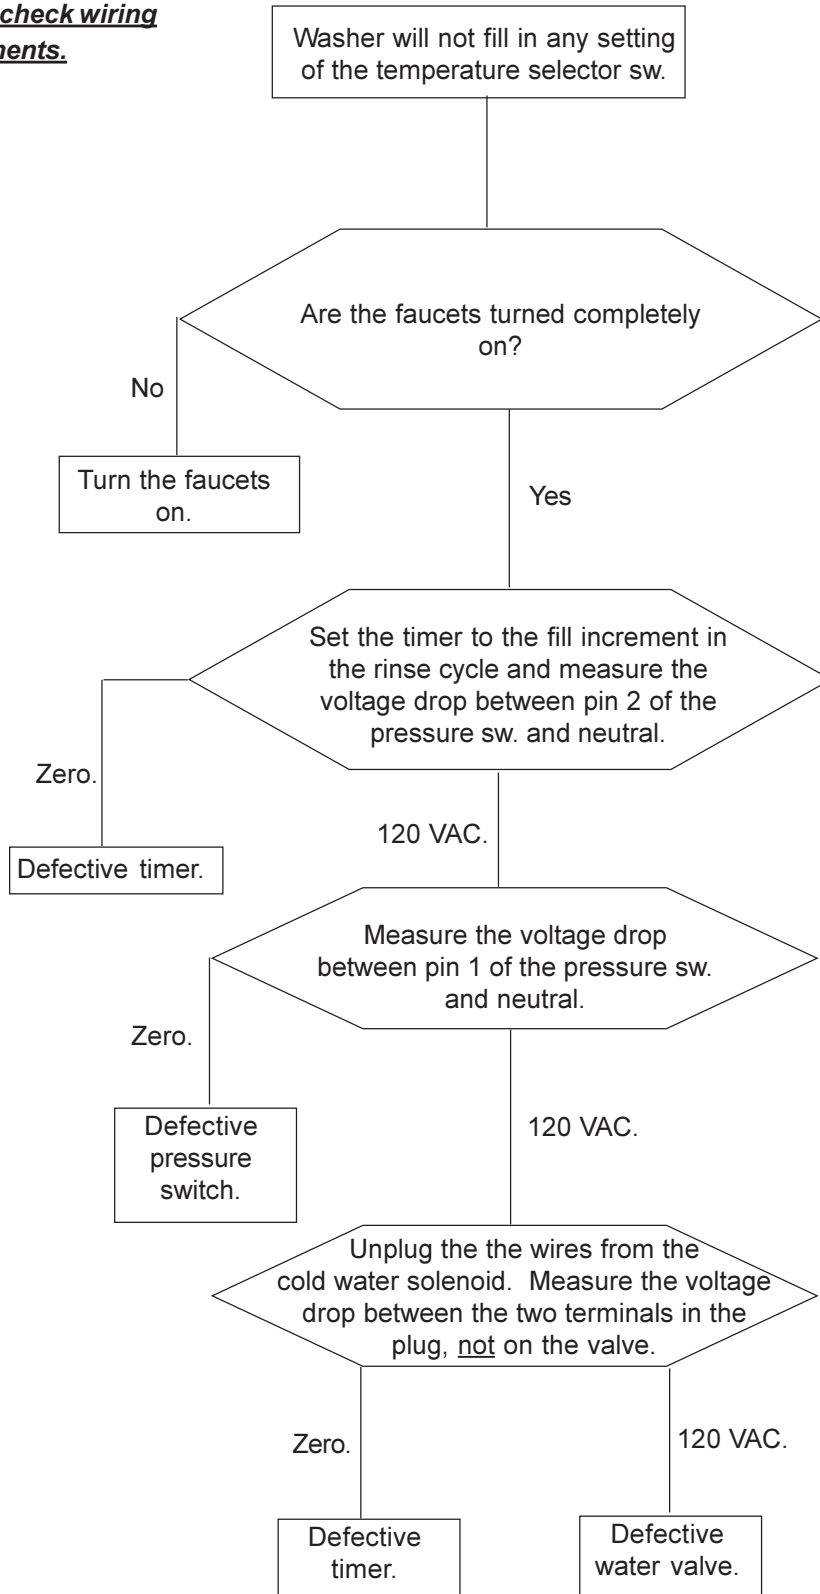 check wiring
Washer will not fill in any setting
of the temperature selector sw.
Are the faucets turned completely
on?
No
Turn the faucets
on.
Yes
Set the timer to the fill increment in
the rinse cycle and measure the
voltage drop between pin 2 of the
pressure sw. and neutral.
Zero.
Defective timer.
120 VAC.
Measure the voltage drop
between pin 1 of the pressure sw.
and neutral.
Zero.
Defective
pressure
switch.
120 VAC.
Unplug the the wires from the
cold water solenoid. Measure the voltage
drop between the two terminals in the
plug, not on the valve.
Zero.
120 VAC.
Defective
timer.
Defective
water valve.